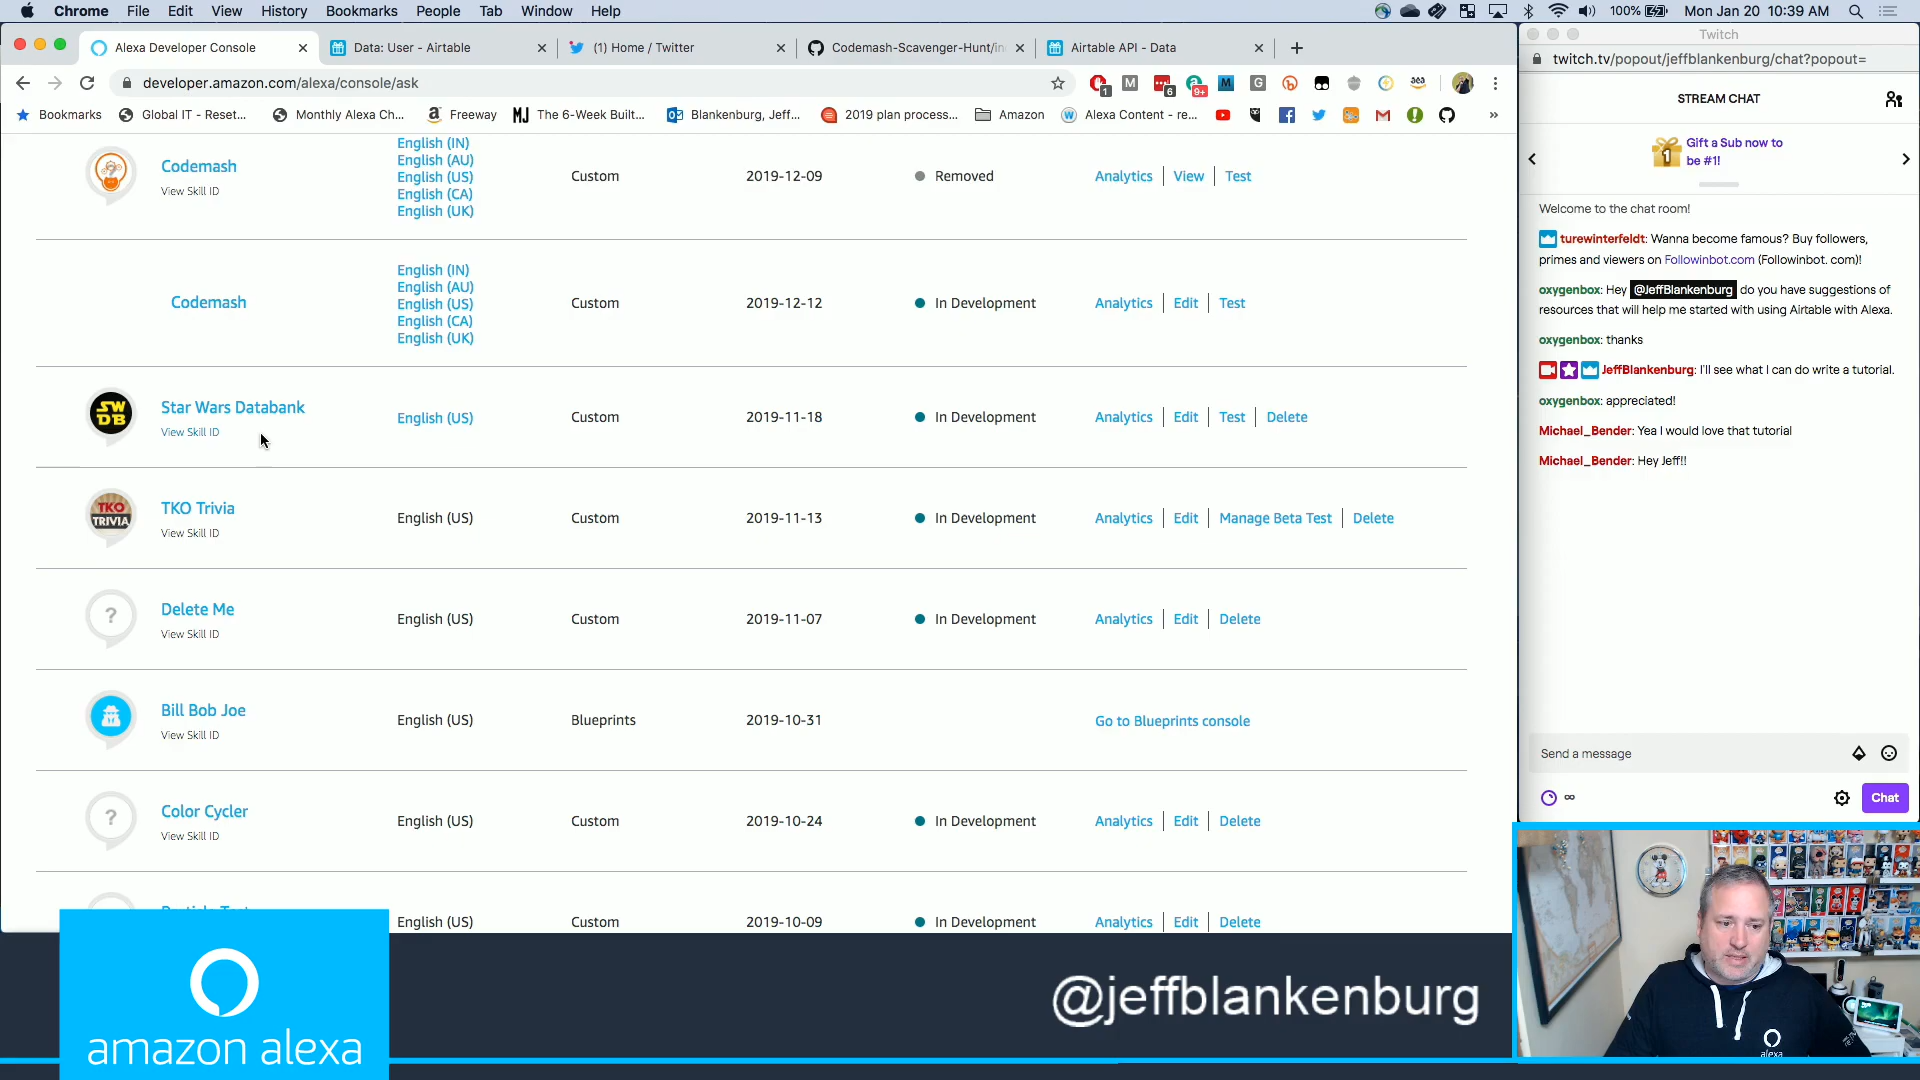 Chrome File Edit View History Bookmarks People Tab Window Help
100% Mon Jan 20 10:39 AM
Alexa Developer Console
Data: User - Airtable
(1) Home / Twitter
Codemash-Scavenger-Hunt/in
Airtable API - Data
developer.amazon.com/alexa/console/ask
1 M 6 9+ M G aea
Bookmarks
Global IT - Reset...
Monthly Alexa Ch...
Freeway
The 6-Week Built...
Blankenburg, Jeff...
2019 plan process...
Amazon
Alexa Content - re...
English (IN)
English (AU)
English (US)
English (CA)
English (UK)
Codemash
View Skill ID
Custom 2019-12-09 Removed Analytics View Test
Codemash
English (IN)
English (AU)
English (US)
English (CA)
English (UK)
Custom 2019-12-12 In Development Analytics Edit Test
SW
DB
Star Wars Databank
View Skill ID
English (US) Custom 2019-11-18 In Development Analytics Edit Test Delete
TKO
TRIVIA
TKO Trivia
View Skill ID
English (US) Custom 2019-11-13 In Development Analytics Edit Manage Beta Test Delete
?
Delete Me
View Skill ID
English (US) Custom 2019-11-07 In Development Analytics Edit Delete
Bill Bob Joe
View Skill ID
English (US) Blueprints 2019-10-31 Go to Blueprints console
?
Color Cycler
View Skill ID
English (US) Custom 2019-10-24 In Development Analytics Edit Delete
English (US) Custom 2019-10-09 In Development Analytics Edit Delete
amazon alexa
@jeffblankenburg
Twitch
twitch.tv/popout/jeffblankenburg/chat?popout=
STREAM CHAT
1
Gift a Sub now to
be #1!
Welcome to the chat room!
turewinterfeldt: Wanna become famous? Buy followers,
primes and viewers on Followinbot.com (Followinbot. com)!
oxygenbox: Hey @JeffBlankenburg do you have suggestions of
resources that will help me started with using Airtable with Alexa.
oxygenbox: thanks
JeffBlankenburg: I'll see what I can do write a tutorial.
oxygenbox: appreciated!
Michael_Bender: Yea I would love that tutorial
Michael_Bender: Hey Jeff!!
Send a message
∞
Chat
alexa